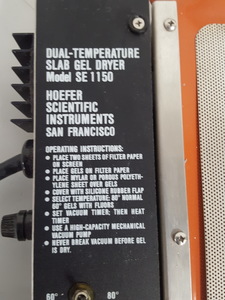 DUAL-TEMPERATURE
SLAB GEL DRYER
Model SE 1150
HOEFER
SCIENTIFIC
INSTRUMENTS
SAN FRANCISCO
OPERATING INSTRUCTIONS:
• PLACE TWO SHEETS OF FILTER PAPER
ON SCREEN
• PLACE GELS ON FILTER PAPER
• PLACE MYLAR OR POROUS POLYETH-
YLENE SHEET OVER GELS
• COVER WITH SILICONE RUBBER FLAP
• SELECT TEMPERATURE: 80° NORMAL
60° GELS WITH FLUORS
• SET VACUUM TIMER; THEN HEAT
TIMER
• USE A HIGH-CAPACITY MECHANICAL
VACUUM PUMP
• NEVER BREAK VACUUM BEFORE GEL
IS DRY.
60° 80°